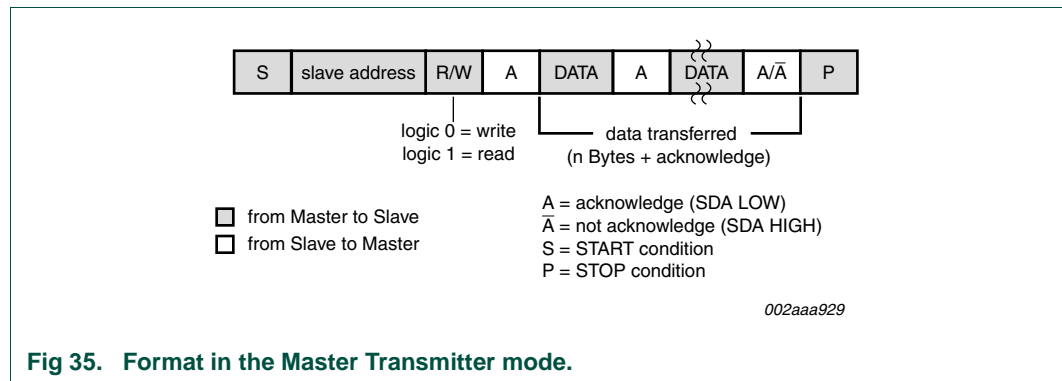 S slave address R/W A DATA A DATA A/A̅ P
logic 0 = write
logic 1 = read
data transferred
(n Bytes + acknowledge)
from Master to Slave
from Slave to Master
A = acknowledge (SDA LOW)
A̅ = not acknowledge (SDA HIGH)
S = START condition
P = STOP condition
002aaa929
Fig 35. Format in the Master Transmitter mode.